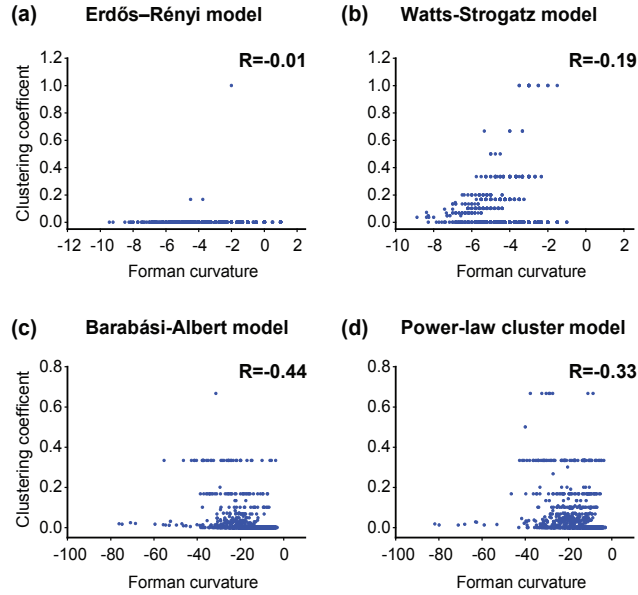 (a) Erdős–Rényi model
R=-0.01
1.2
1.0
0.8
0.6
0.4
0.2
0.0
Clustering coefficent
-12 -10 -8 -6 -4 -2 0 2
Forman curvature
(b) Watts-Strogatz model
R=-0.19
1.2
1.0
0.8
0.6
0.4
0.2
0.0
-10 -8 -6 -4 -2 0 2
Forman curvature
(c) Barabási-Albert model
R=-0.44
0.8
0.6
0.4
0.2
0.0
Clustering coefficent
-100 -80 -60 -40 -20 0
Forman curvature
(d) Power-law cluster model
R=-0.33
0.8
0.6
0.4
0.2
0.0
-100 -80 -60 -40 -20 0
Forman curvature